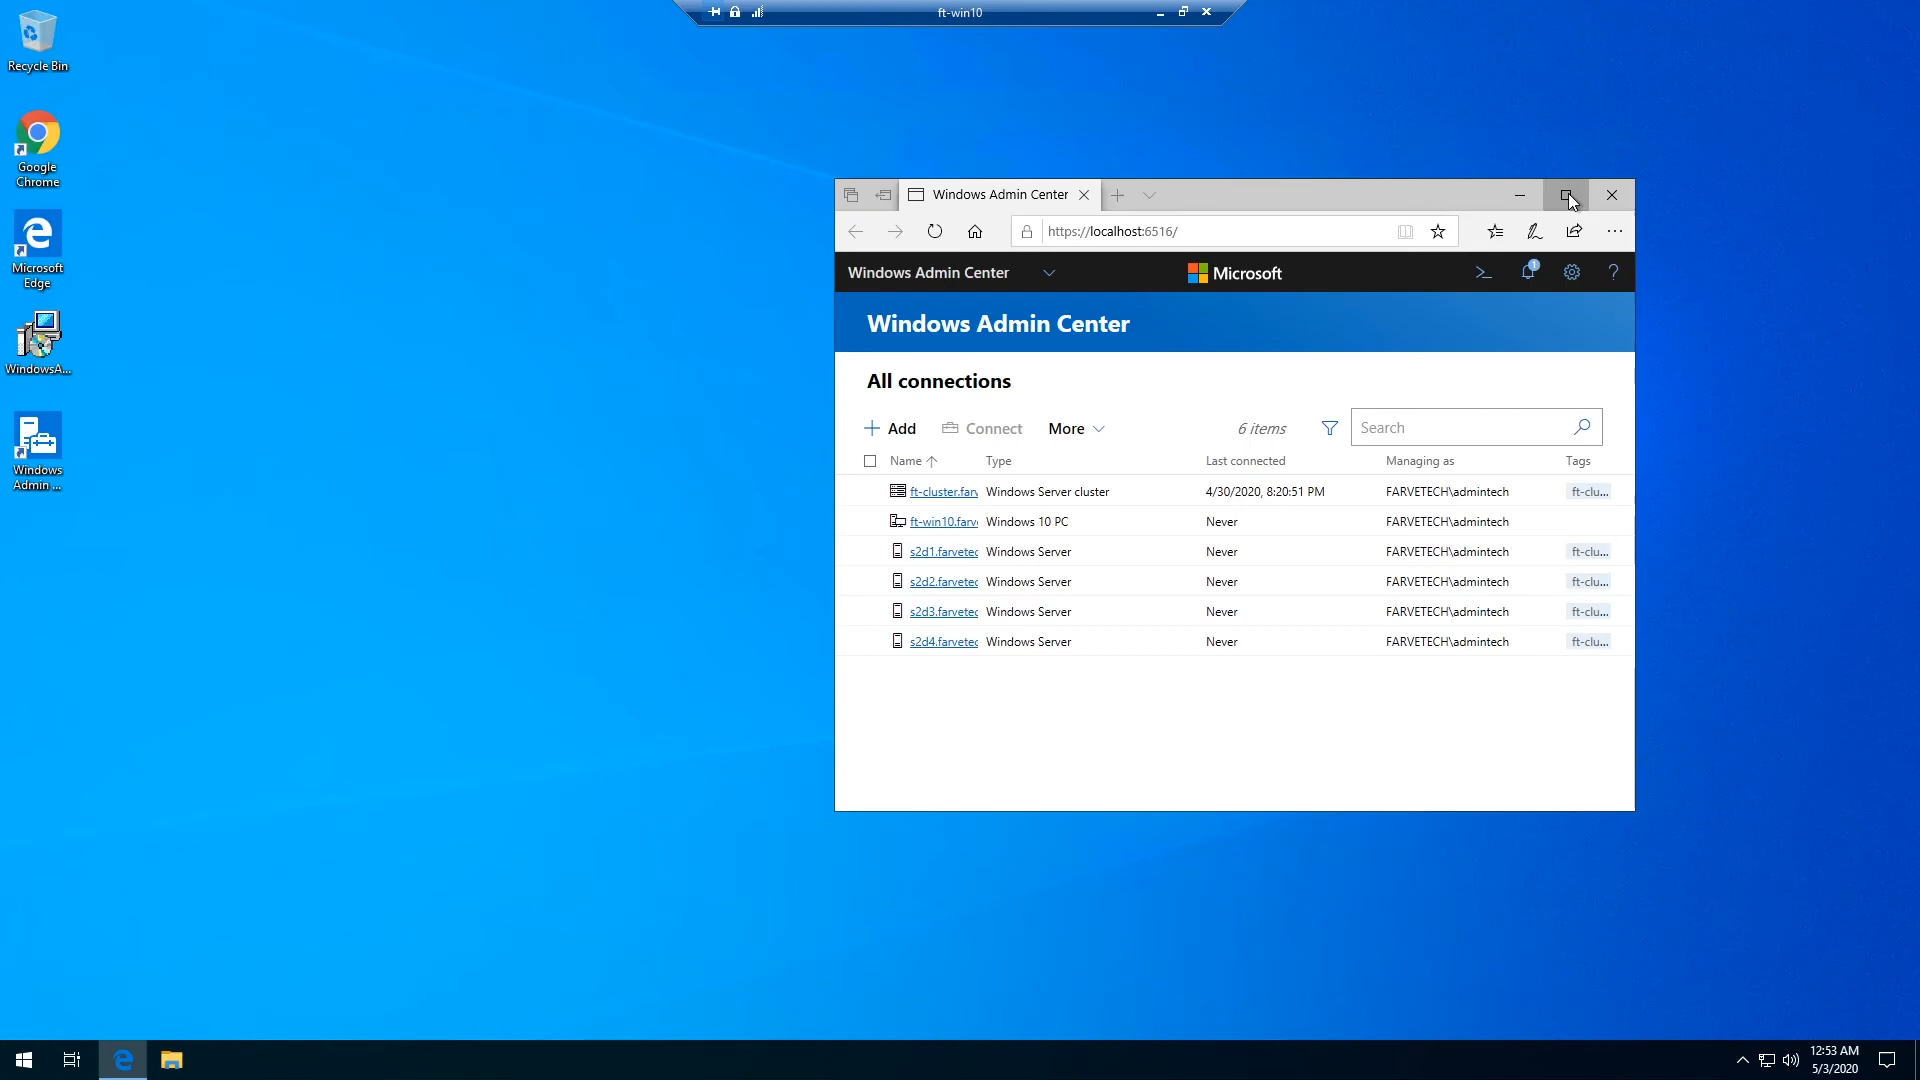 ft-win10
Recycle Bin
Google
Chrome
Microsoft
Edge
WindowsA...
Windows
Admin ...
Windows Admin Center
https://localhost:6516/
Windows Admin Center
Microsoft
1
Windows Admin Center
All connections
Add
Connect
More
6 items
Search
Name Type Last connected Managing as Tags
ft-cluster.farv Windows Server cluster 4/30/2020, 8:20:51 PM FARVETECH\admintech ft-clu...
ft-win10.farve Windows 10 PC Never FARVETECH\admintech
s2d1.farvetec Windows Server Never FARVETECH\admintech ft-clu...
s2d2.farvetec Windows Server Never FARVETECH\admintech ft-clu...
s2d3.farvetec Windows Server Never FARVETECH\admintech ft-clu...
s2d4.farvetec Windows Server Never FARVETECH\admintech ft-clu...
12:53 AM
5/3/2020